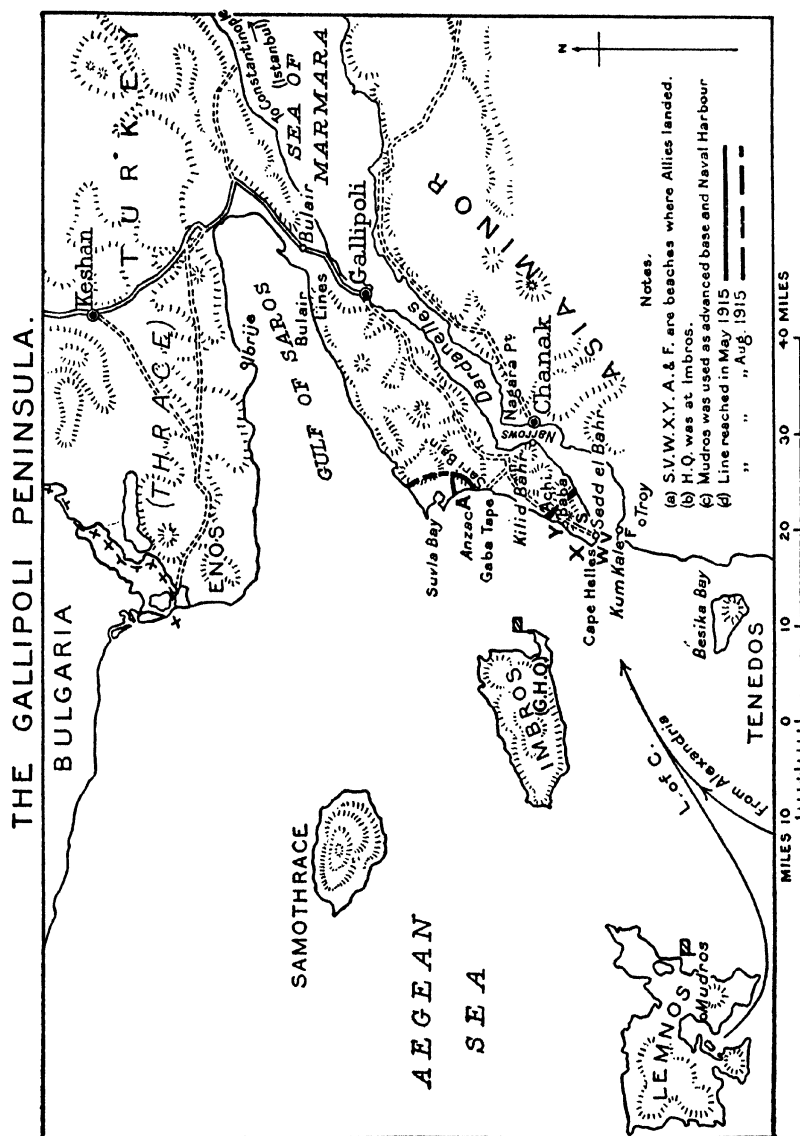 THE GALLIPOLI PENINSULA.
BULGARIA
TURKEY
(THRACE)
Keshan
ENOS
Ibrije
GULF OF SAROS
To Constantinople
(Istanbul)
SEA OF
MARMARA
Bulair
Bulair
Lines
Gallipoli
Dardanelles
Nagara Pt.
Chanak
Narrows
ASIA MINOR
Suvla Bay
Anzac
A
Gaba Tepe
Sari Bair
Kilid Bahr
Achi
Baba
Y
X
S
W
V
F
Cape Helles
Sedd el Bahr
Kum Kale
Troy
Besika Bay
TENEDOS
SAMOTHRACE
IMBROS
(G.H.Q.)
AEGEAN
SEA
LEMNOS
Mudros
L. of C.
From Alexandria
N
Notes.
(a) S.V.W.X.Y. A. & F. are beaches where Allies landed.
(b) H.Q. was at Imbros.
(c) Mudros was used as advanced base and Naval Harbour
(d) Line reached in May 1915
" " " Aug. 1915
MILES 10 0 10 20 30 40 MILES